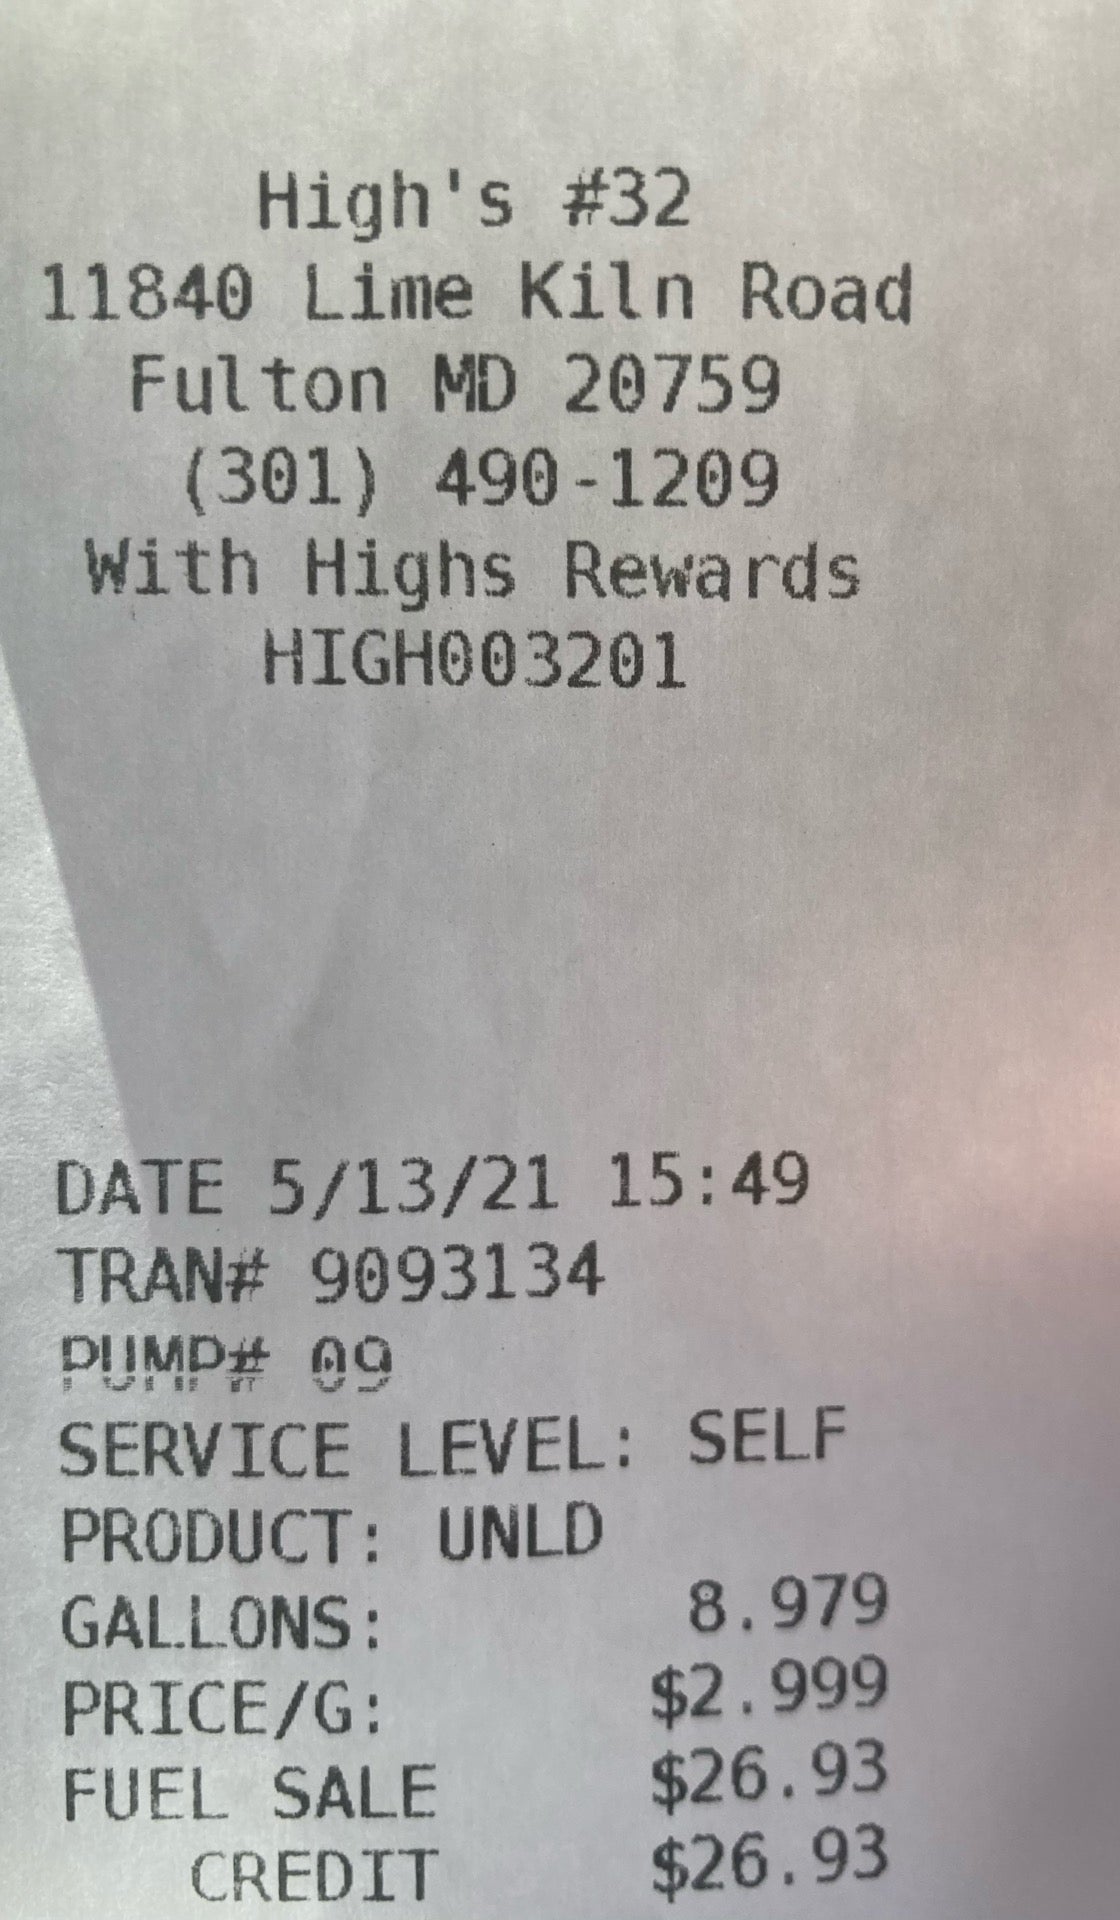 High's #32
11840 Lime Kiln Road
Fulton MD 20759
(301) 490-1209
With Highs Rewards
HIGH003201
DATE 5/13/21 15:49
TRAN# 9093134
PUMP# 09
SERVICE LEVEL: SELF
PRODUCT: UNLD
GALLONS: 8.979
PRICE/G: $2.999
FUEL SALE $26.93
CREDIT $26.93